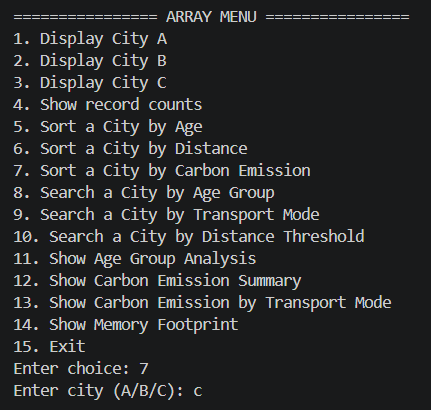 ================ ARRAY MENU ================
1. Display City A
2. Display City B
3. Display City C
4. Show record counts
5. Sort a City by Age
6. Sort a City by Distance
7. Sort a City by Carbon Emission
8. Search a City by Age Group
9. Search a City by Transport Mode
10. Search a City by Distance Threshold
11. Show Age Group Analysis
12. Show Carbon Emission Summary
13. Show Carbon Emission by Transport Mode
14. Show Memory Footprint
15. Exit
Enter choice: 7
Enter city (A/B/C): c